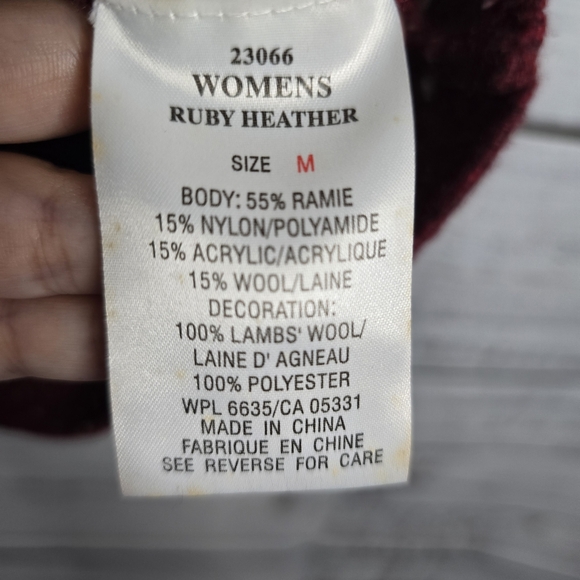 23066
WOMENS
RUBY HEATHER
SIZE M
BODY: 55% RAMIE
15% NYLON/POLYAMIDE
15% ACRYLIC/ACRYLIQUE
15% WOOL/LAINE
DECORATION:
100% LAMBS' WOOL/
LAINE D' AGNEAU
100% POLYESTER
WPL 6635/CA 05331
MADE IN CHINA
FABRIQUE EN CHINE
SEE REVERSE FOR CARE